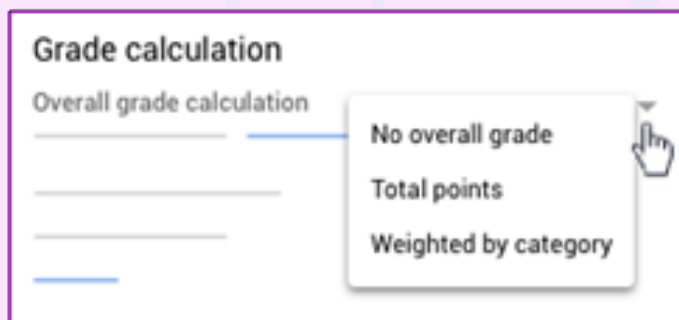 Grade calculation
Overall grade calculation
No overall grade
Total points
Weighted by category